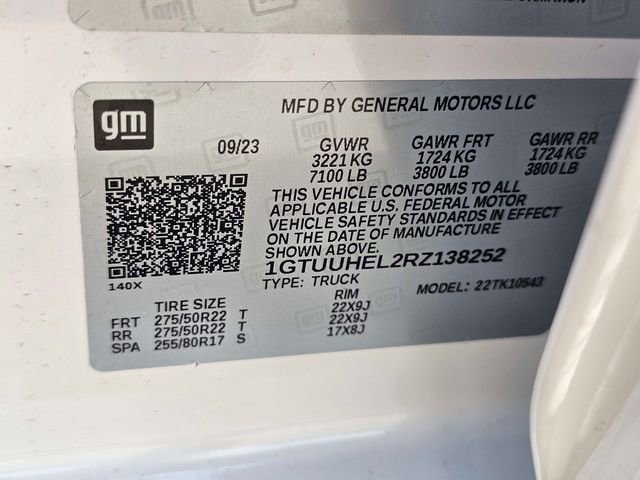 gm
MFD BY GENERAL MOTORS LLC
09/23 GVWR GAWR FRT GAWR RR
3221 KG 1724 KG 1724 KG
7100 LB 3800 LB 3800 LB
THIS VEHICLE CONFORMS TO ALL
APPLICABLE U.S. FEDERAL MOTOR
VEHICLE SAFETY STANDARDS IN EFFECT
ON THE DATE OF MANUFACTURE
SHOWN ABOVE.
1GTUUHEL2RZ138252
140X TYPE: TRUCK MODEL: 22TK10543
TIRE SIZE RIM
FRT 275/50R22 T 22X9J
RR 275/50R22 T 22X9J
SPA 255/80R17 S 17X8J